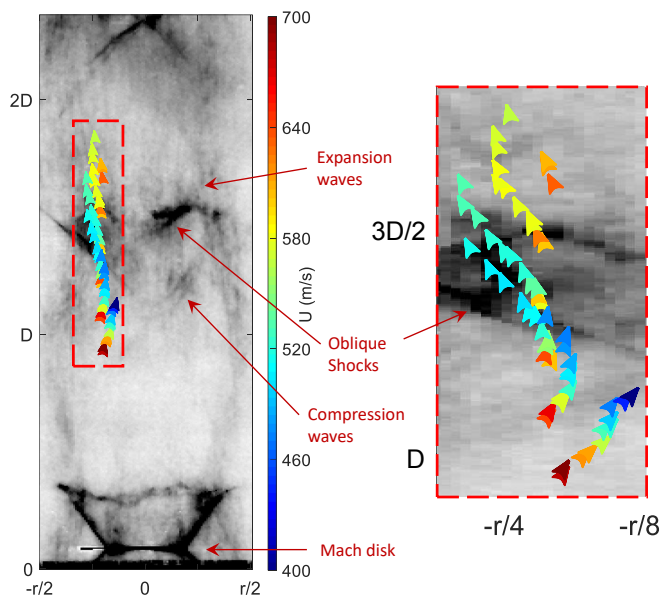 700
2D
640
Expansion
waves
580
3D/2
U (m/s)
D
520
Oblique
Shocks
Compression
waves
460
D
-r/4
-r/8
Mach disk
0
400
-r/2
0
r/2